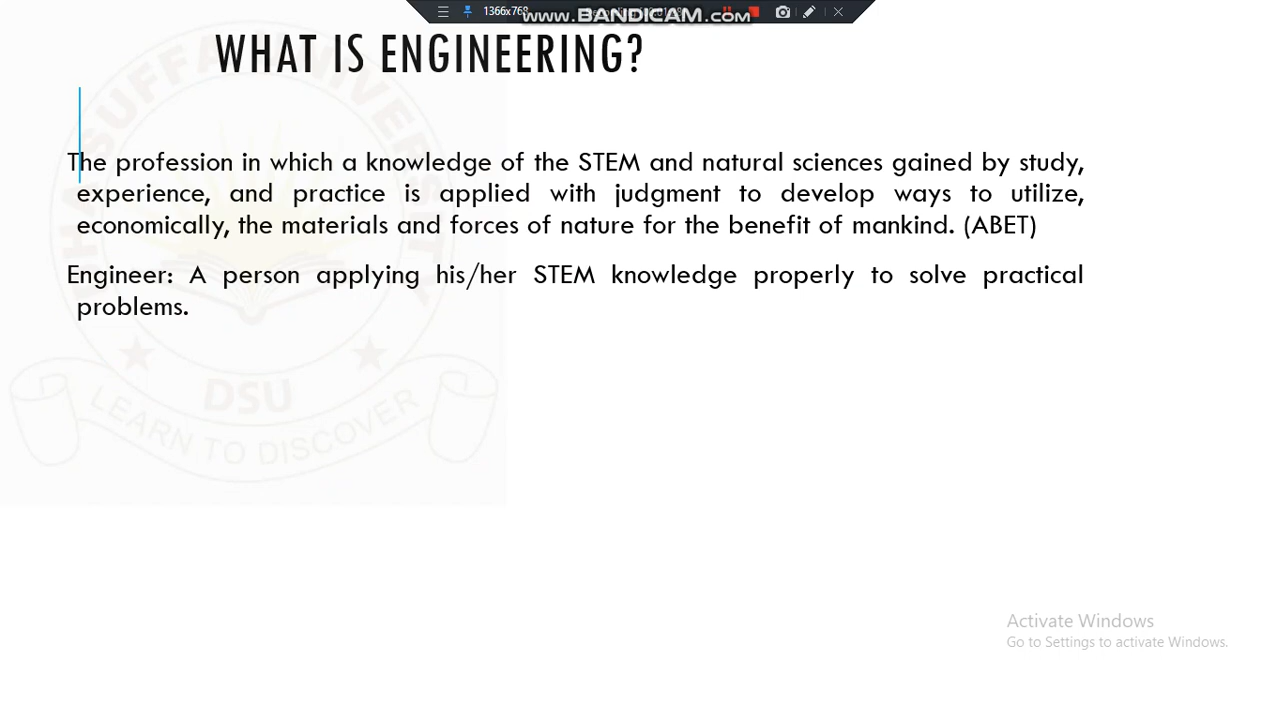 1366x768
www.BANDICAM.com
WHAT IS ENGINEERING?
The profession in which a knowledge of the STEM and natural sciences gained by study,
experience, and practice is applied with judgment to develop ways to utilize,
economically, the materials and forces of nature for the benefit of mankind. (ABET)
Engineer: A person applying his/her STEM knowledge properly to solve practical
problems.
DSU
LEARN TO DISCOVER
Activate Windows
Go to Settings to activate Windows.